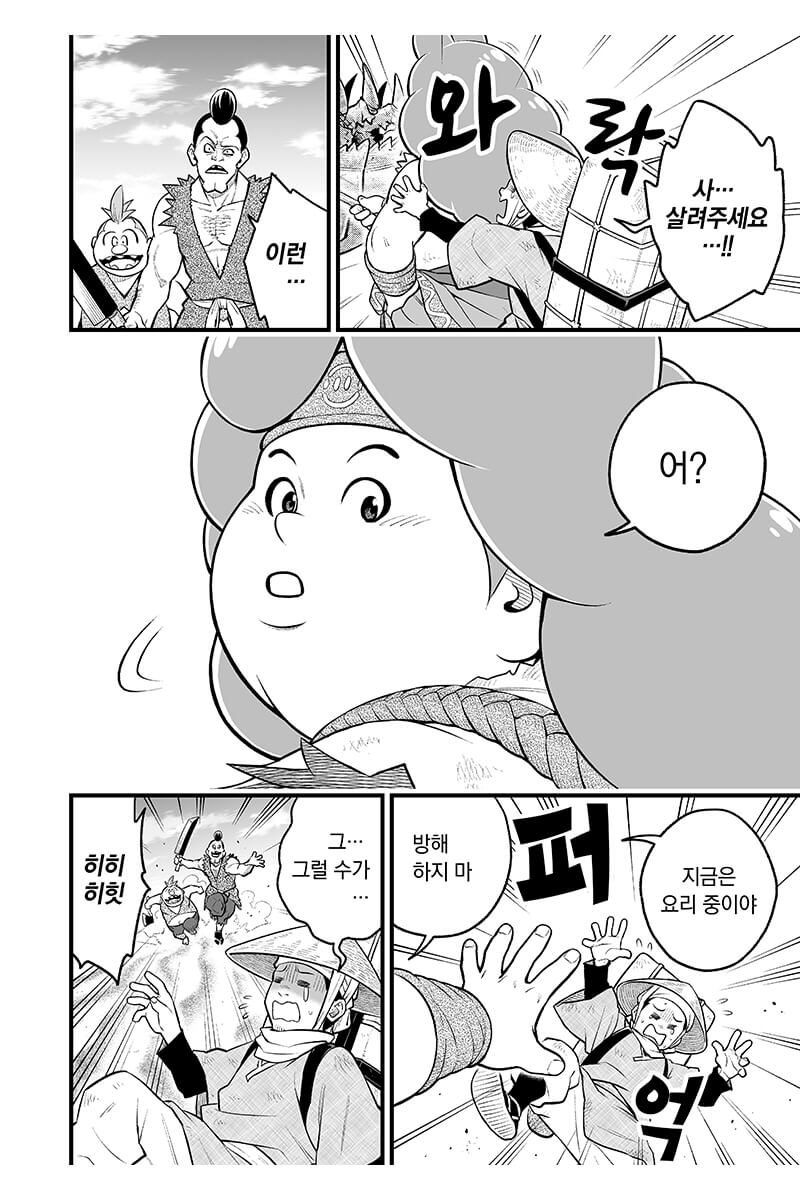 와
락
사…
살려주세요
…!!
이런
…
어?
지금은
요리 중이야
방해
하지 마
퍼
억
그…
그럴 수가
…
히히
히힛